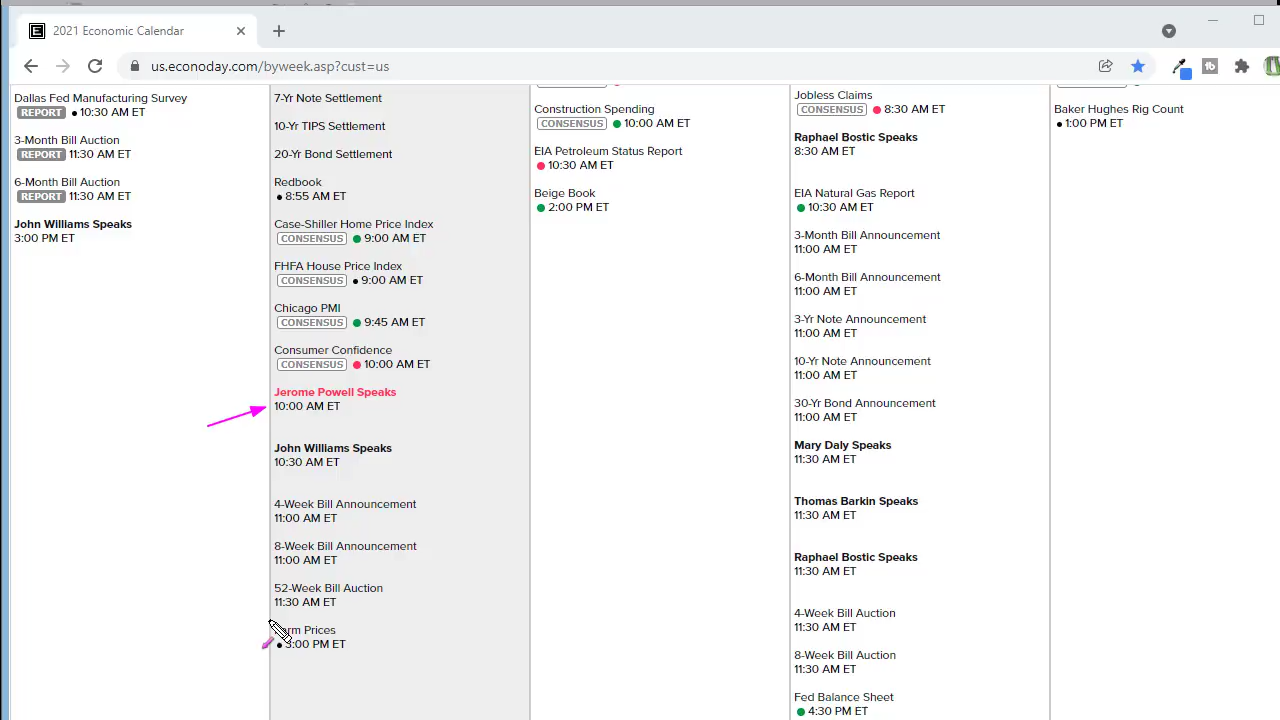 2021 Economic Calendar
us.econoday.com/byweek.asp?cust=us
Dallas Fed Manufacturing Survey
REPORT 10:30 AM ET
3-Month Bill Auction
REPORT 11:30 AM ET
6-Month Bill Auction
REPORT 11:30 AM ET
John Williams Speaks
3:00 PM ET
7-Yr Note Settlement
10-Yr TIPS Settlement
20-Yr Bond Settlement
Redbook
8:55 AM ET
Case-Shiller Home Price Index
CONSENSUS 9:00 AM ET
FHFA House Price Index
CONSENSUS 9:00 AM ET
Chicago PMI
CONSENSUS 9:45 AM ET
Consumer Confidence
CONSENSUS 10:00 AM ET
Jerome Powell Speaks
10:00 AM ET
John Williams Speaks
10:30 AM ET
4-Week Bill Announcement
11:00 AM ET
8-Week Bill Announcement
11:00 AM ET
52-Week Bill Auction
11:30 AM ET
Prices
3:00 PM ET
Construction Spending
CONSENSUS 10:00 AM ET
EIA Petroleum Status Report
10:30 AM ET
Beige Book
2:00 PM ET
Jobless Claims
CONSENSUS 8:30 AM ET
Raphael Bostic Speaks
8:30 AM ET
EIA Natural Gas Report
10:30 AM ET
3-Month Bill Announcement
11:00 AM ET
6-Month Bill Announcement
11:00 AM ET
3-Yr Note Announcement
11:00 AM ET
10-Yr Note Announcement
11:00 AM ET
30-Yr Bond Announcement
11:00 AM ET
Mary Daly Speaks
11:30 AM ET
Thomas Barkin Speaks
11:30 AM ET
Raphael Bostic Speaks
11:30 AM ET
4-Week Bill Auction
11:30 AM ET
8-Week Bill Auction
11:30 AM ET
Fed Balance Sheet
4:30 PM ET
Baker Hughes Rig Count
1:00 PM ET